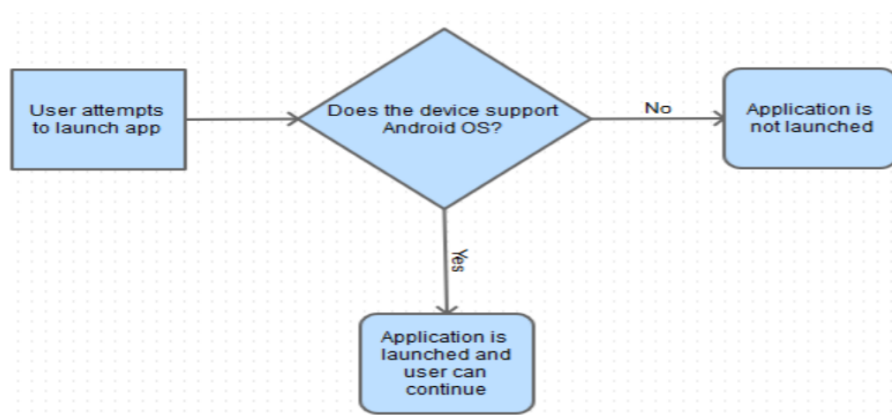 User attempts
to launch app
Does the device support
Android OS?
No
Application is
not launched
Yes
Application is
launched and
user can
continue